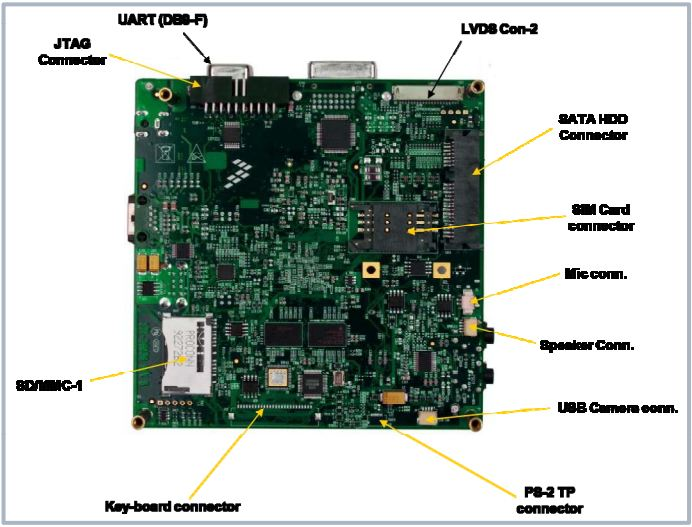 UART (DB9-F)
JTAG
Connector
LVDS Con-2
SATA HDD
Connector
SIM Card
connector
Mic conn.
Speaker Conn.
SD/MMC-1
USB Camera conn.
Key-board connector
PS-2 TP
connector
PROCONN